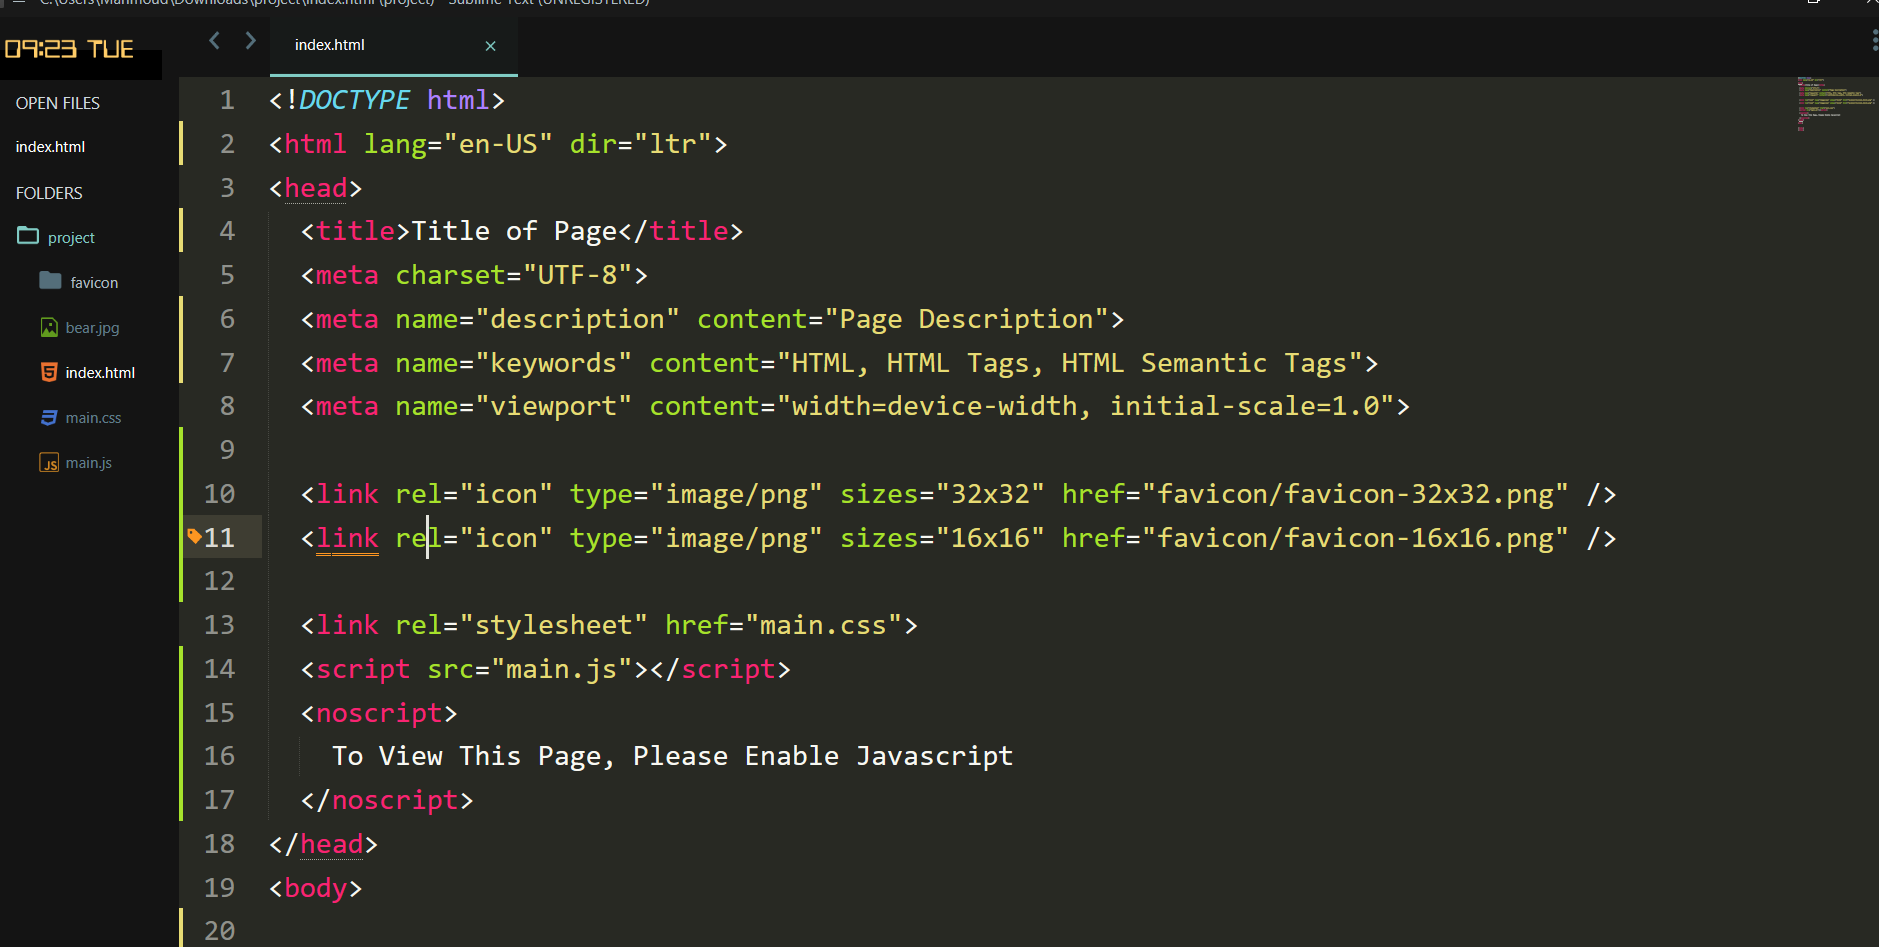 C:\Users\Mahmoud\Downloads\project\index.html (project) - Sublime Text (UNREGISTERED)
09:23 TUE
index.html
OPEN FILES
index.html
FOLDERS
project
favicon
bear.jpg
index.html
main.css
main.js
1 <!DOCTYPE html>
2 <html lang="en-US" dir="ltr">
3 <head>
4 <title>Title of Page</title>
5 <meta charset="UTF-8">
6 <meta name="description" content="Page Description">
7 <meta name="keywords" content="HTML, HTML Tags, HTML Semantic Tags">
8 <meta name="viewport" content="width=device-width, initial-scale=1.0">
9
10 <link rel="icon" type="image/png" sizes="32x32" href="favicon/favicon-32x32.png" />
11 <link rel="icon" type="image/png" sizes="16x16" href="favicon/favicon-16x16.png" />
12
13 <link rel="stylesheet" href="main.css">
14 <script src="main.js"></script>
15 <noscript>
16 To View This Page, Please Enable Javascript
17 </noscript>
18 </head>
19 <body>
20